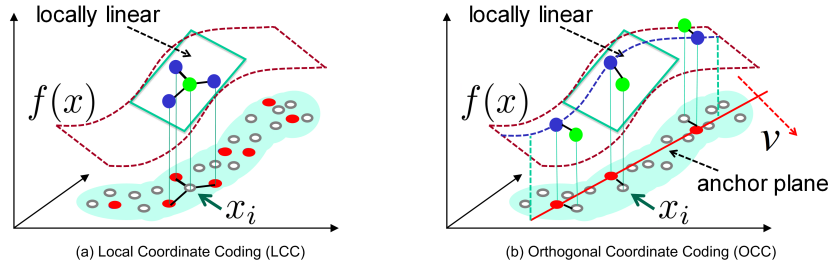 locally linear
f(x)
x_i
(a) Local Coordinate Coding (LCC)
locally linear
f(x)
v
anchor plane
x_i
(b) Orthogonal Coordinate Coding (OCC)